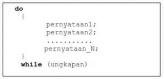 do
{
pernyataan1;
pernyataan2;
...........
pernyataan_N;
}
while (ungkapan)